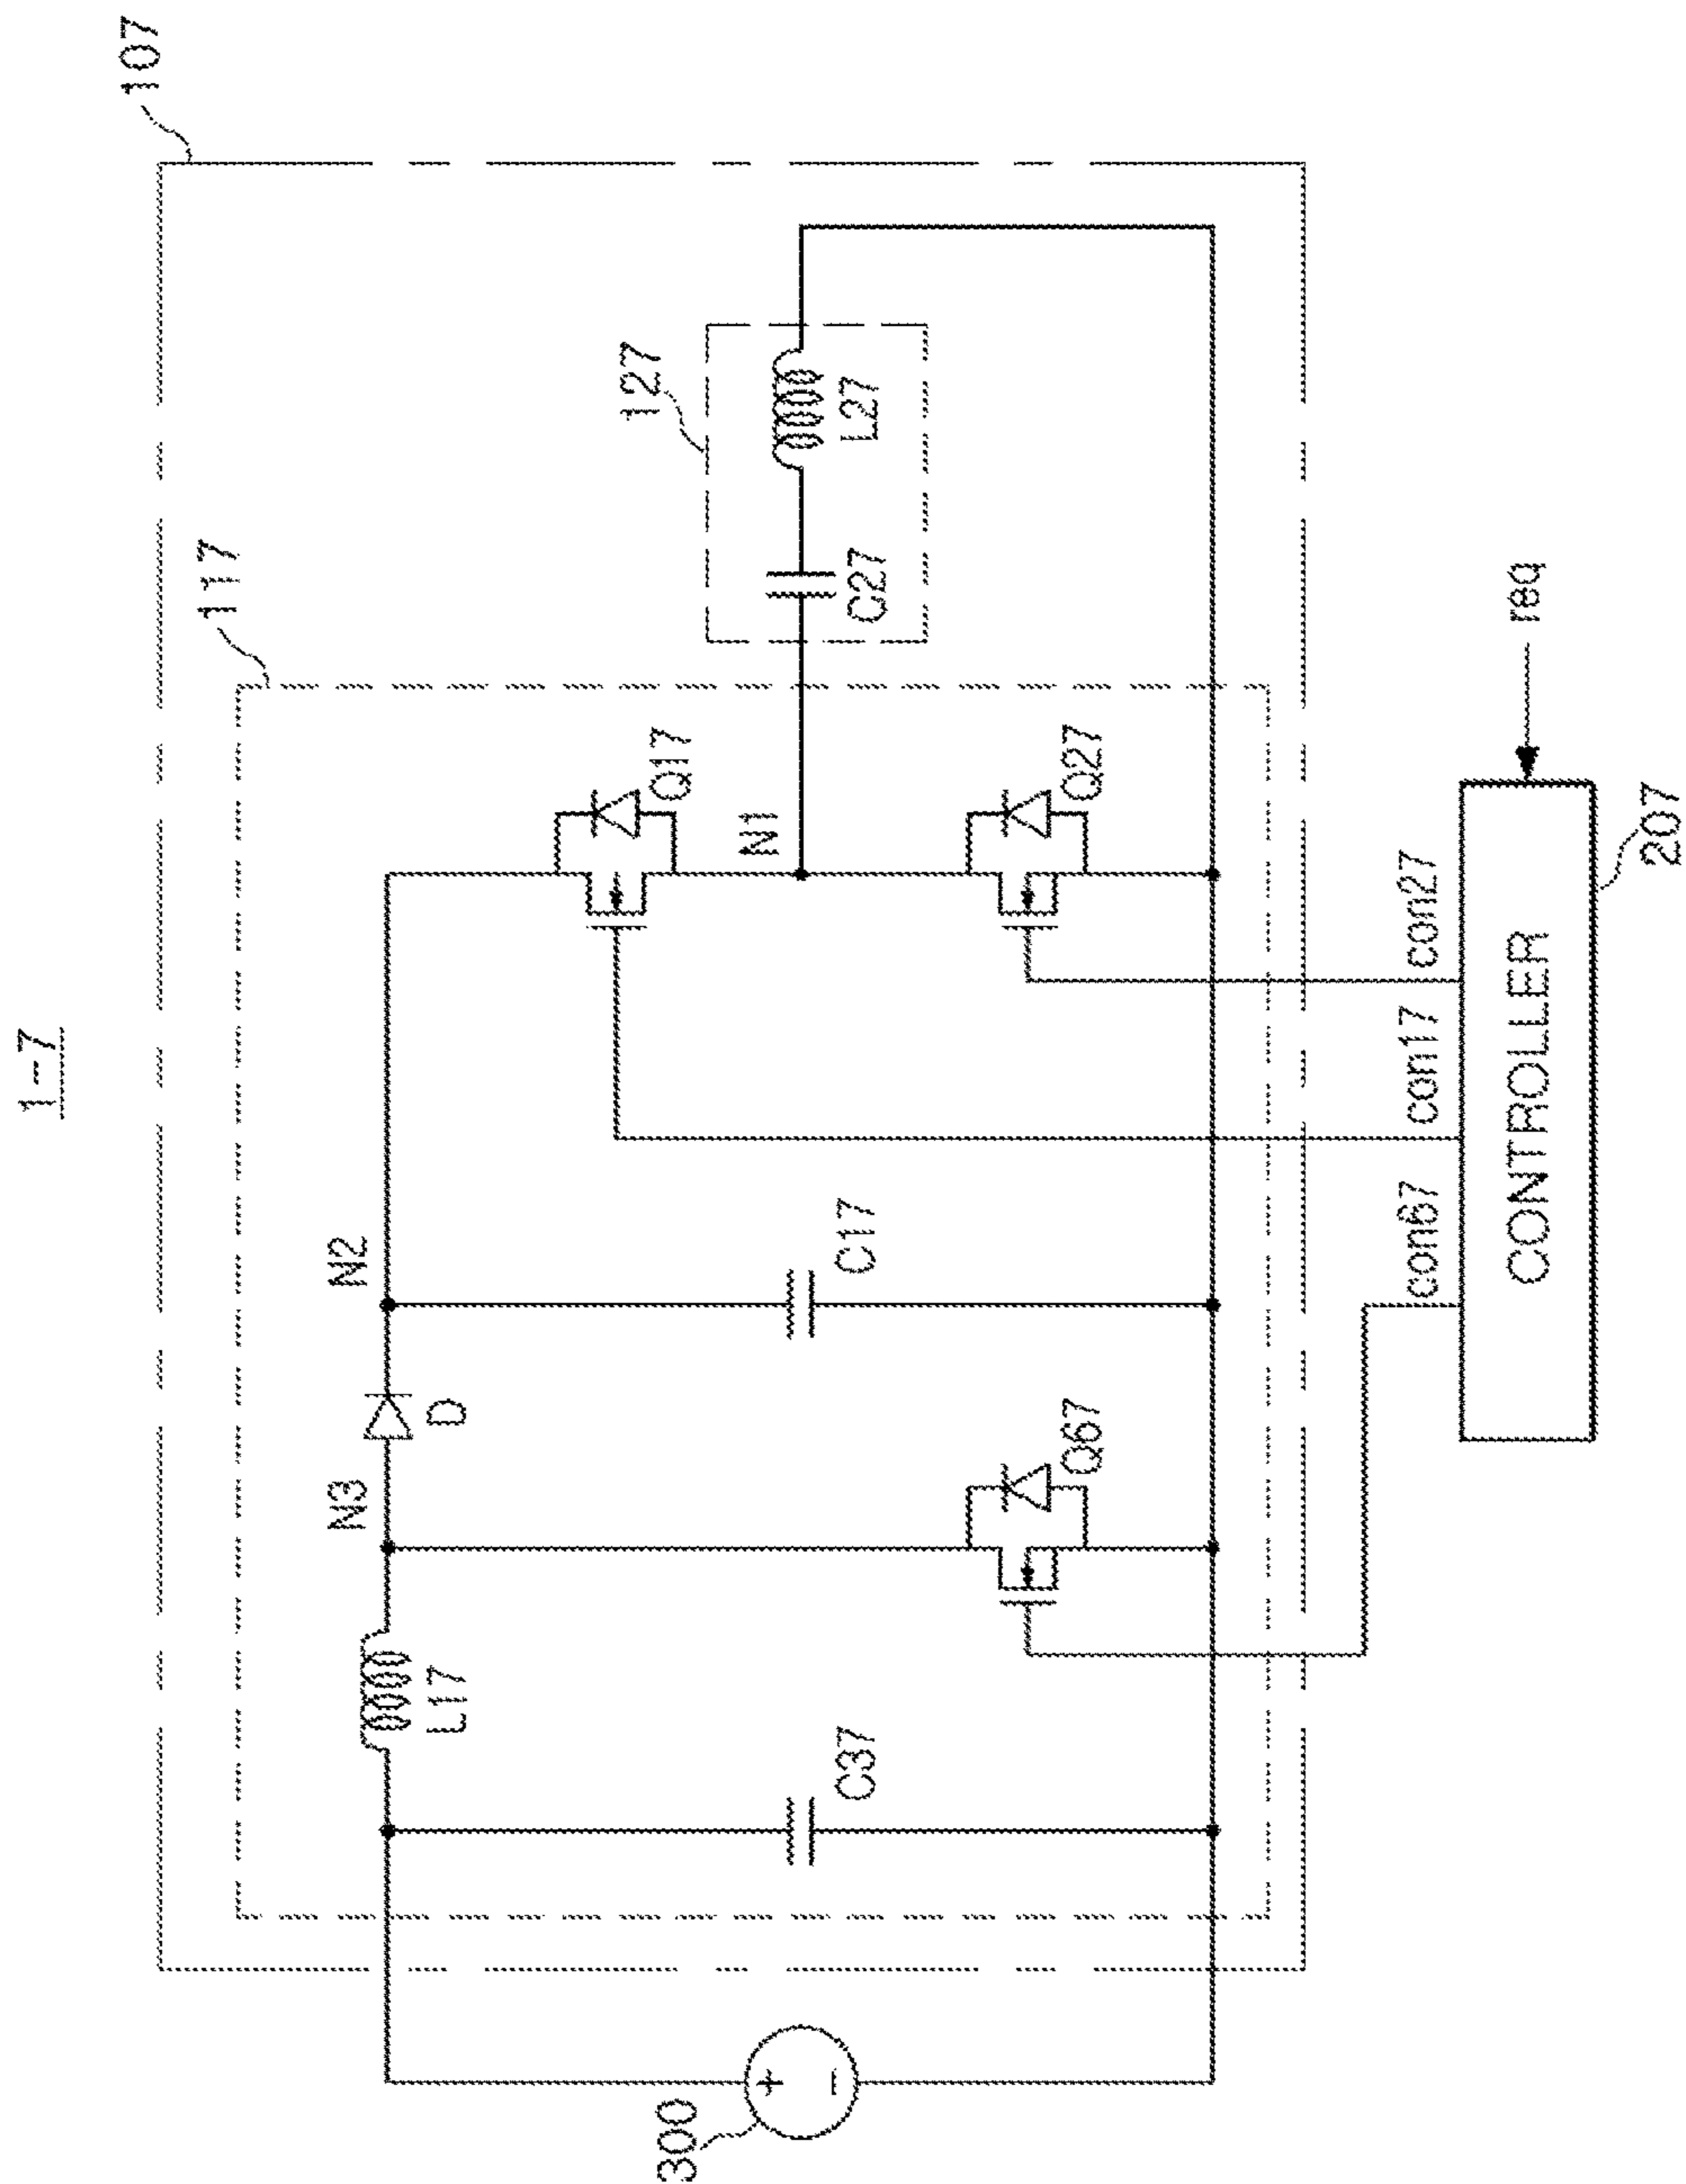 1-7
107
117
127
L27
C27
Q17
N1
Q27
N2
C17
N3
D
Q67
L17
C37
300
+
−
con67
con17
con27
CONTROLLER
req
207